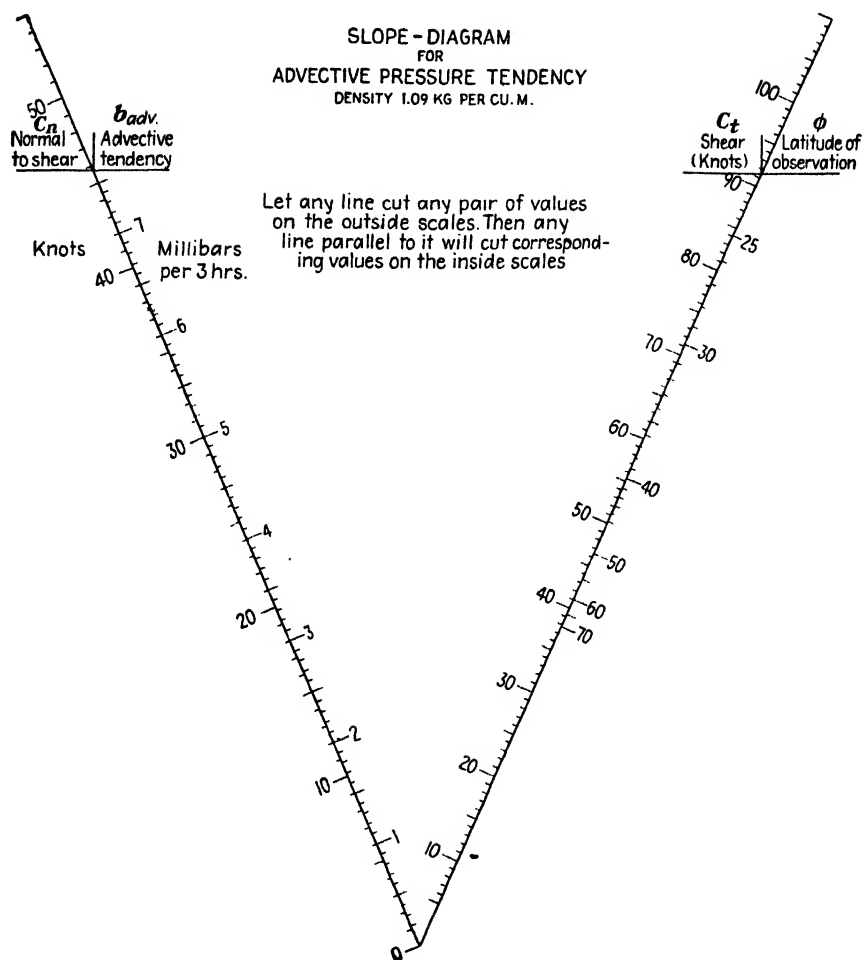 SLOPE-DIAGRAM
FOR
ADVECTIVE PRESSURE TENDENCY
DENSITY 1.09 KG PER CU. M.
Cn
Normal
to shear
badv.
Advective
tendency
Ct
Shear
(Knots)
ϕ
Latitude of
observation
Let any line cut any pair of values
on the outside scales. Then any
line parallel to it will cut correspond-
ing values on the inside scales
Knots
Millibars
per 3 hrs.
50
40
30
20
10
0
7
6
5
4
3
2
1
100
90
80
70
60
50
40
30
20
10
25
30
40
50
60
70